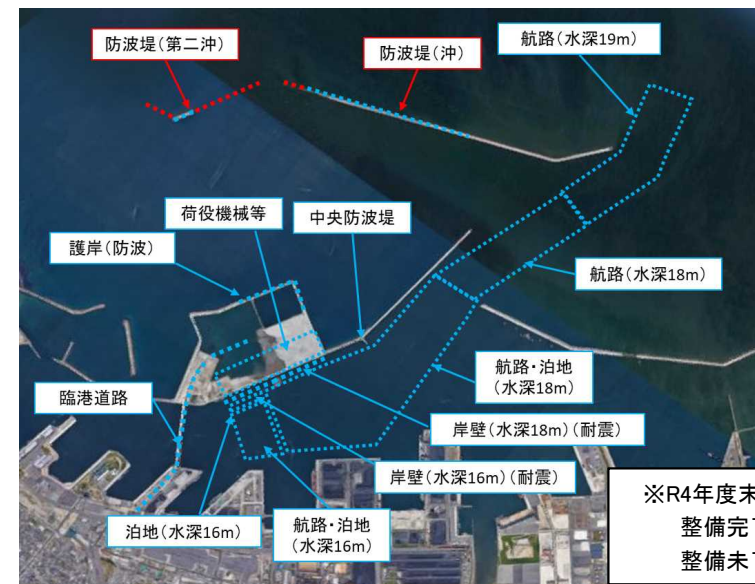 防波堤(第二沖)
防波堤(沖)
航路(水深19m)
荷役機械等
中央防波堤
護岸(防波)
航路(水深18m)
航路・泊地
(水深18m)
臨港道路
岸壁(水深18m)(耐震)
岸壁(水深16m)(耐震)
泊地(水深16m)
航路・泊地
(水深16m)
※R4年度末
整備完
整備未